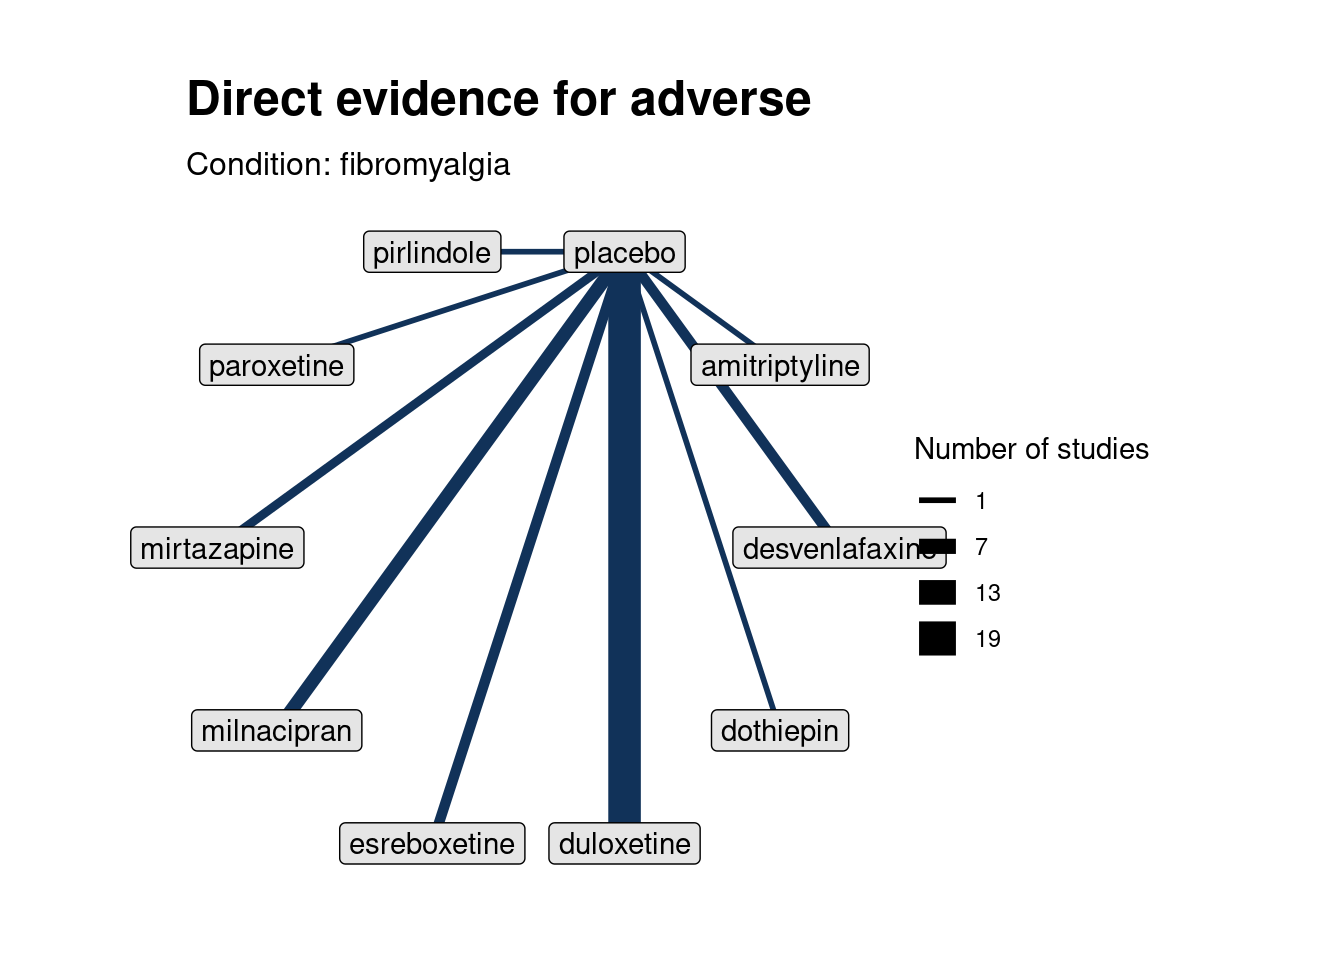 Direct evidence for adverse
Condition: fibromyalgia
pirlindole
placebo
paroxetine
amitriptyline
Number of studies
1
mirtazapine
desvenlafaxine
7
13
19
milnacipran
dothiepin
esreboxetine
duloxetine